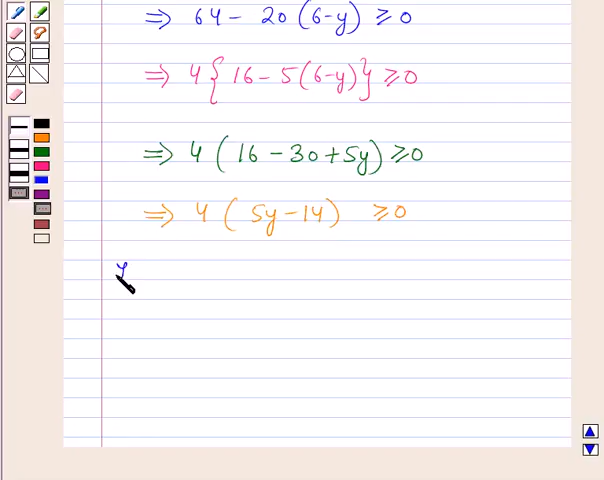 ⇒ 64 - 20 (6-y) ≥ 0
⇒ 4 { 16 - 5 (6-y) } ≥ 0
⇒ 4 ( 16 - 30 + 5y ) ≥ 0
⇒ 4 ( 5y - 14 ) ≥ 0